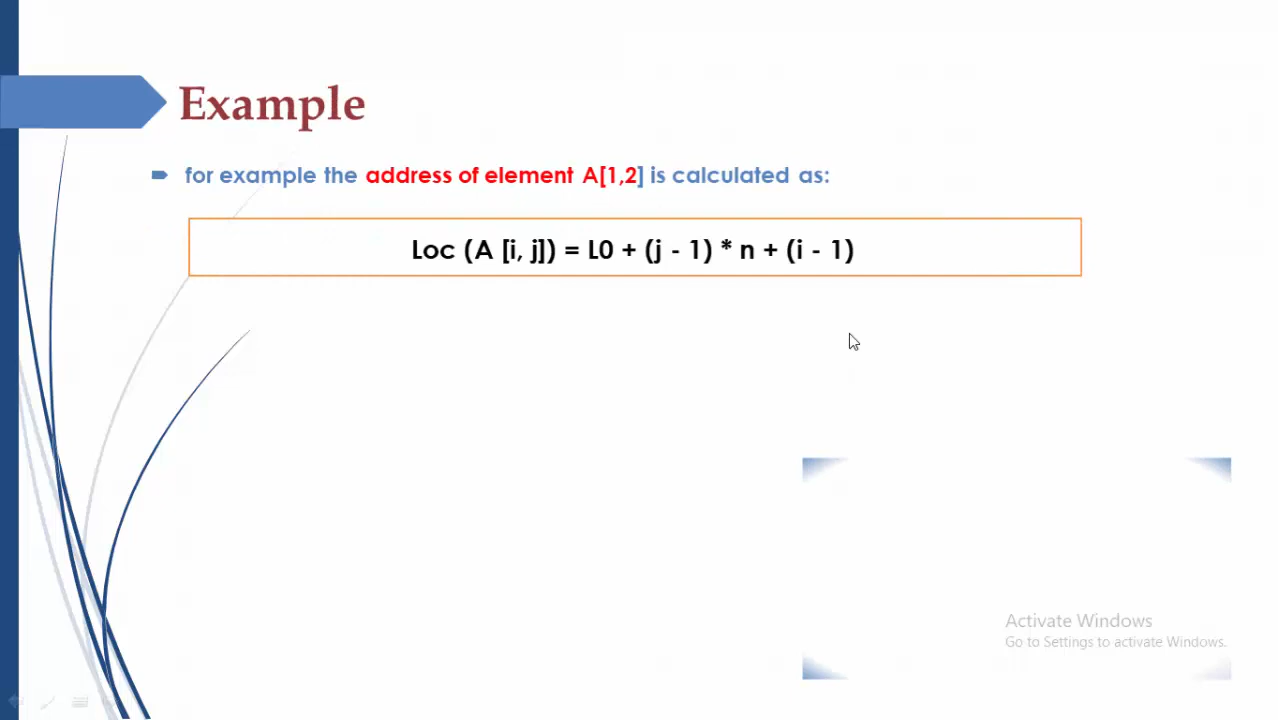 Example
for example the address of element A[1,2] is calculated as:
Loc (A [i, j]) = L0 + (j - 1) * n + (i - 1)
Activate Windows
Go to Settings to activate Windows.